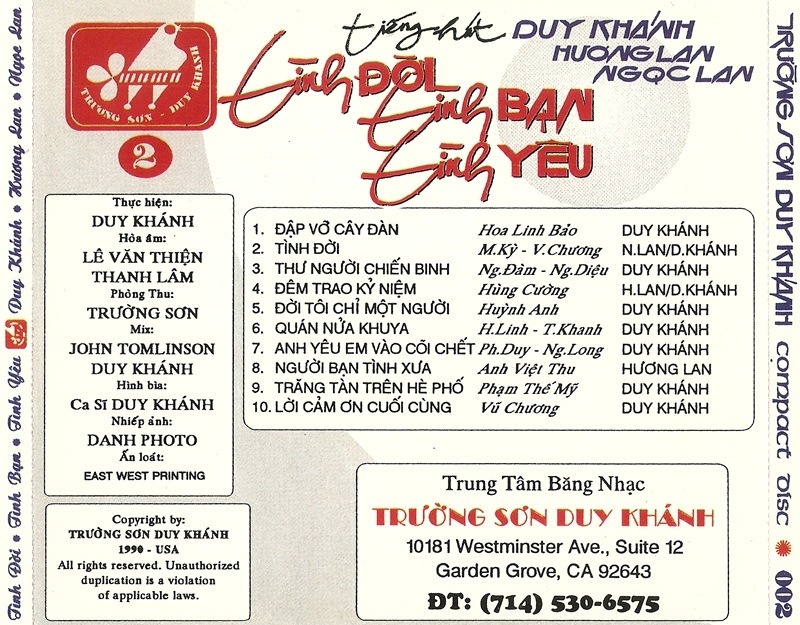 tiếng hát DUY KHÁNH
HƯƠNG LAN
NGỌC LAN
tình ĐỜI
tình BẠN
tình YÊU
TRƯỜNG SƠN - DUY KHÁNH
2
Thực hiện:
DUY KHÁNH
Hòa âm:
LÊ VĂN THIỆN
THANH LÂM
Phòng Thu:
TRƯỜNG SƠN
Mix:
JOHN TOMLINSON
DUY KHÁNH
Hình bìa:
Ca Sĩ DUY KHÁNH
Nhiếp ảnh:
DANH PHOTO
Ấn loát:
EAST WEST PRINTING
1. ĐẬP VỠ CÂY ĐÀN Hoa Linh Bảo DUY KHÁNH
2. TÌNH ĐỜI M.Kỳ - V.Chương N.LAN/D.KHÁNH
3. THƯ NGƯỜI CHIẾN BINH Ng.Đàm - Ng.Diệu DUY KHÁNH
4. ĐÊM TRAO KỶ NIỆM Hùng Cường H.LAN/D.KHÁNH
5. ĐỜI TÔI CHỈ MỘT NGƯỜI Huỳnh Anh DUY KHÁNH
6. QUÁN NỬA KHUYA H.Linh - T.Khanh DUY KHÁNH
7. ANH YÊU EM VÀO CÕI CHẾT Ph.Duy - Ng.Long DUY KHÁNH
8. NGƯỜI BẠN TÌNH XƯA Anh Việt Thu HƯƠNG LAN
9. TRĂNG TÀN TRÊN HÈ PHỐ Phạm Thế Mỹ DUY KHÁNH
10. LỜI CẢM ƠN CUỐI CÙNG Vũ Chương DUY KHÁNH
Copyright by:
TRƯỜNG SƠN DUY KHÁNH
1990 - USA
All rights reserved. Unauthorized
duplication is a violation
of applicable laws.
Trung Tâm Băng Nhạc
TRƯỜNG SƠN DUY KHÁNH
10181 Westminster Ave., Suite 12
Garden Grove, CA 92643
ĐT: (714) 530-6575
Tình Đời * Tình Bạn * Tình Yêu Duy Khánh * Hương Lan * Ngọc Lan
TRƯỜNG SƠN DUY KHÁNH compact disc * 002